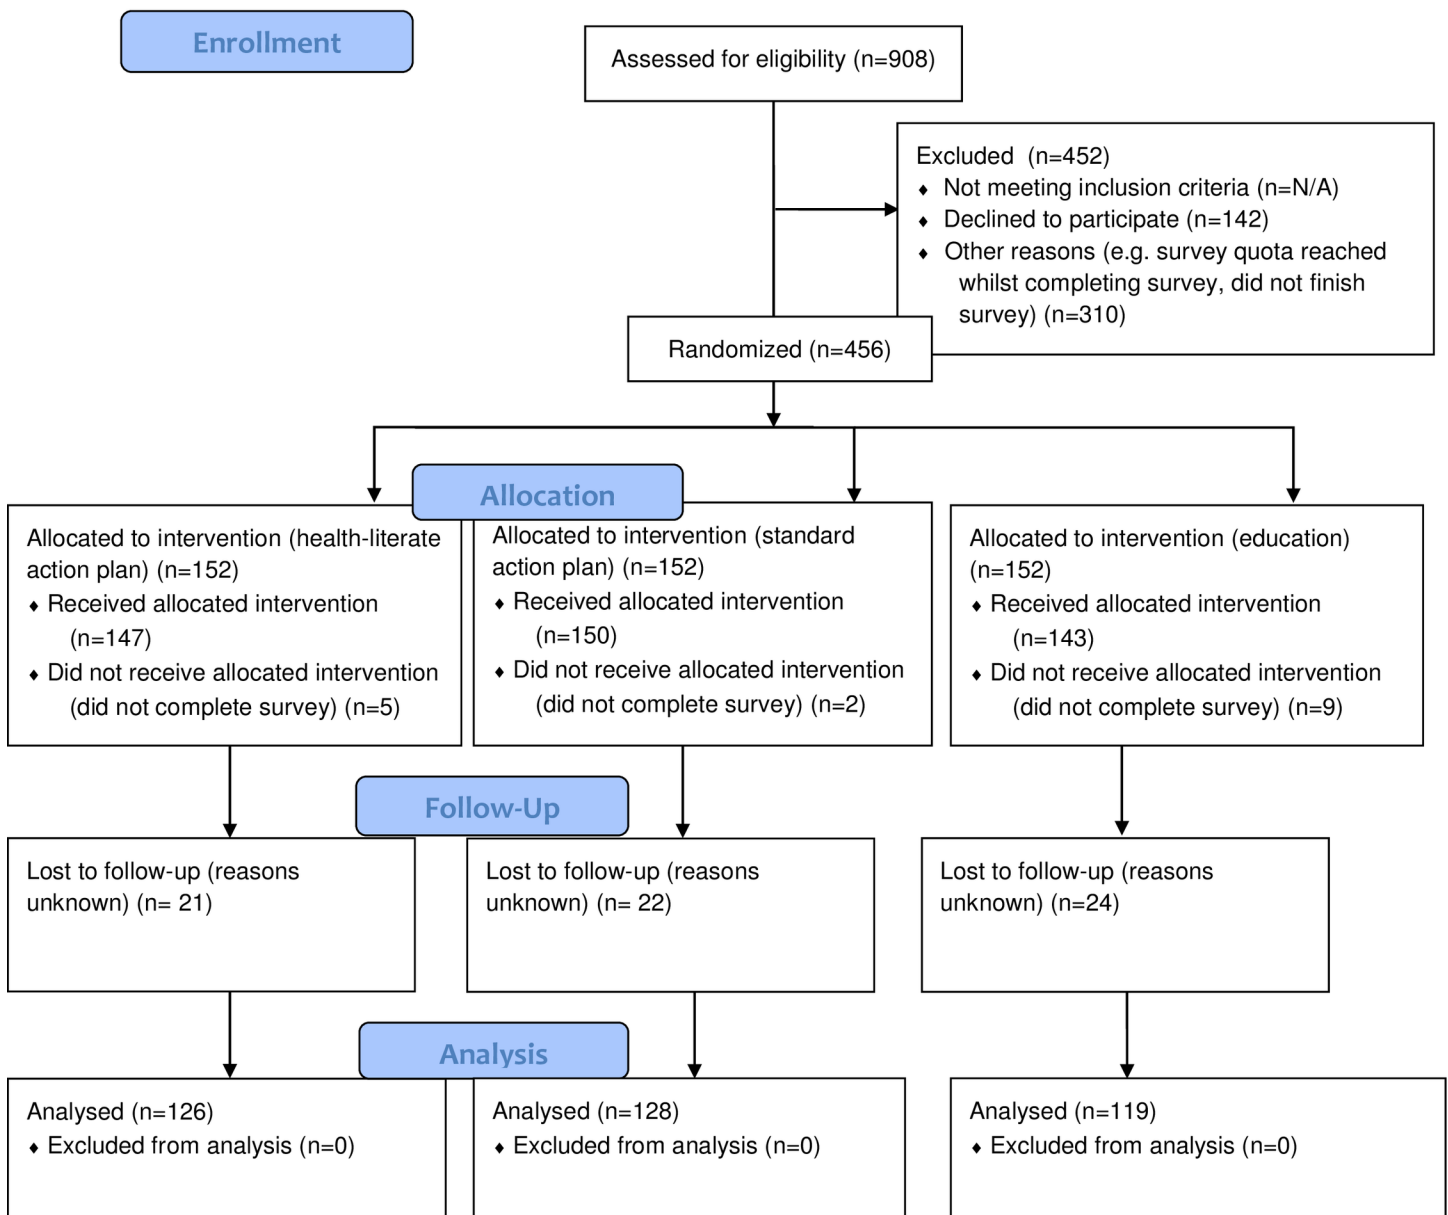 Enrollment
Assessed for eligibility (n=908)
Excluded  (n=452)
♦ Not meeting inclusion criteria (n=N/A)
♦ Declined to participate (n=142)
♦ Other reasons (e.g. survey quota reached
whilst completing survey, did not finish
survey) (n=310)
Randomized (n=456)
Allocation
Allocated to intervention (health-literate
action plan) (n=152)
♦ Received allocated intervention
(n=147)
♦ Did not receive allocated intervention
(did not complete survey) (n=5)
Allocated to intervention (standard
action plan) (n=152)
♦ Received allocated intervention
(n=150)
♦ Did not receive allocated intervention
(did not complete survey) (n=2)
Allocated to intervention (education)
(n=152)
♦ Received allocated intervention
(n=143)
♦ Did not receive allocated intervention
(did not complete survey) (n=9)
Follow-Up
Lost to follow-up (reasons
unknown) (n= 21)
Lost to follow-up (reasons
unknown) (n= 22)
Lost to follow-up (reasons
unknown) (n=24)
Analysis
Analysed (n=126)
♦ Excluded from analysis (n=0)
Analysed (n=128)
♦ Excluded from analysis (n=0)
Analysed (n=119)
♦ Excluded from analysis (n=0)